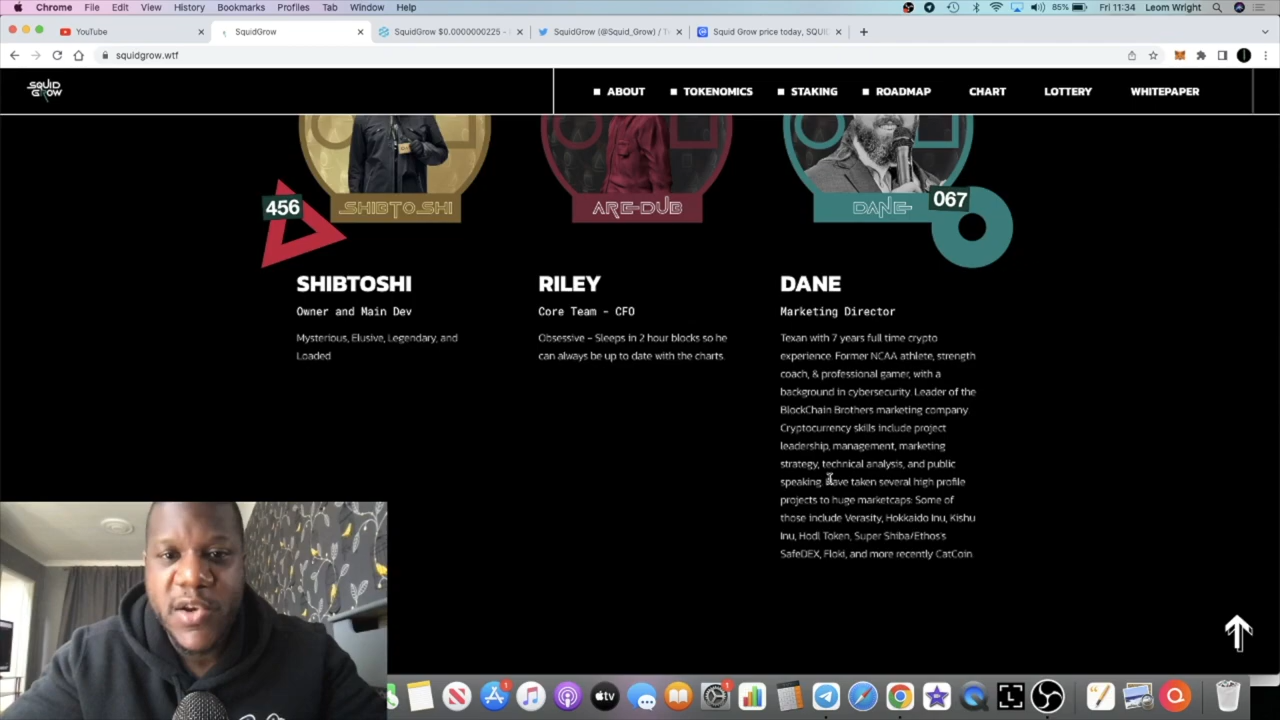 Chrome File Edit View History Bookmarks Profiles Tab Window Help 85% Fri 11:34 Leom Wright
YouTube SquidGrow SquidGrow $0.0000000225 - SquidGrow (@Squid_Grow) / T Squid Grow price today, SQUI
squidgrow.wtf
SQUID GROW
ABOUT TOKENOMICS STAKING ROADMAP CHART LOTTERY WHITEPAPER
456 SHIBTOSHI ARE-DUB DANE 067
SHIBTOSHI
Owner and Main Dev
Mysterious, Elusive, Legendary, and
Loaded
RILEY
Core Team - CFO
Obsessive - Sleeps in 2 hour blocks so he
can always be up to date with the charts.
DANE
Marketing Director
Texan with 7 years full time crypto
experience. Former NCAA athlete, strength
coach, & professional gamer, with a
background in cybersecurity. Leader of the
BlockChain Brothers marketing company
Cryptocurrency skills include project
leadership, management, marketing
strategy, technical analysis, and public
speaking. Have taken several high profile
projects to huge marketcaps: Some of
those include Verasity, Hokkaido Inu, Kishu
Inu, Hodl Token, Super Shiba/Ethos's
SafeDEX, Floki, and more recently CatCoin.
tv